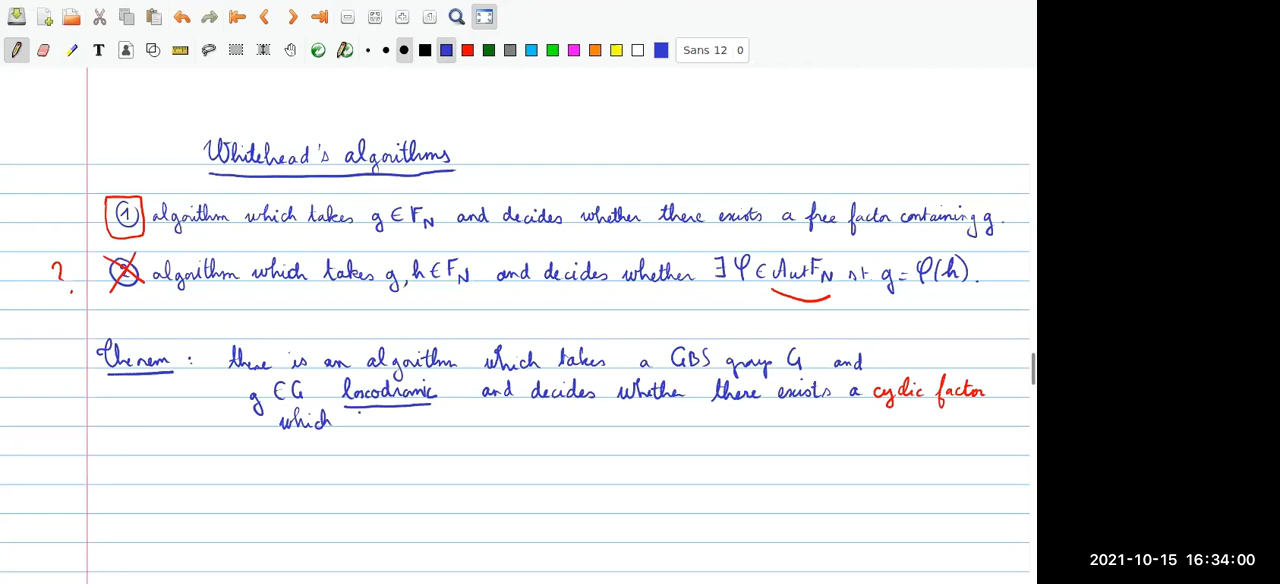 Sans 12 0
Whitehead's algorithms
① algorithm which takes g ∈ F_N and decides whether there exists a free factor containing g.
? ② algorithm which takes g, h ∈ F_N and decides whether ∃ φ ∈ Aut F_N st. g = φ(h).
Theorem : there is an algorithm which takes a GBS group G and
g ∈ G loxodromic and decides whether there exists a cyclic factor
which
2021-10-15 16:34:00